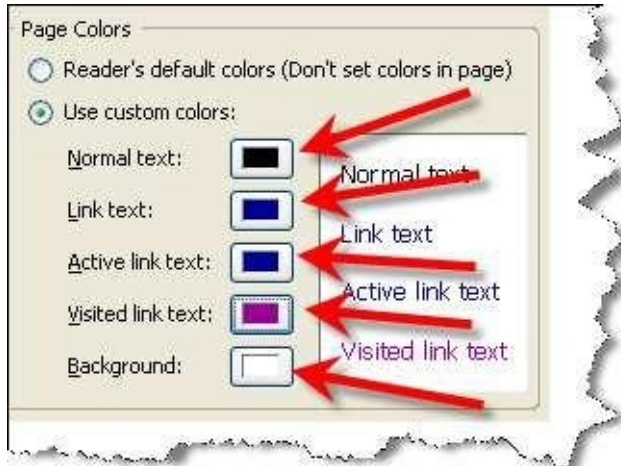 Page Colors
Reader's default colors (Don't set colors in page)
Use custom colors:
Normal text:
Link text:
Active link text:
Visited link text:
Background:
Normal text
Link text
Active link text
Visited link text